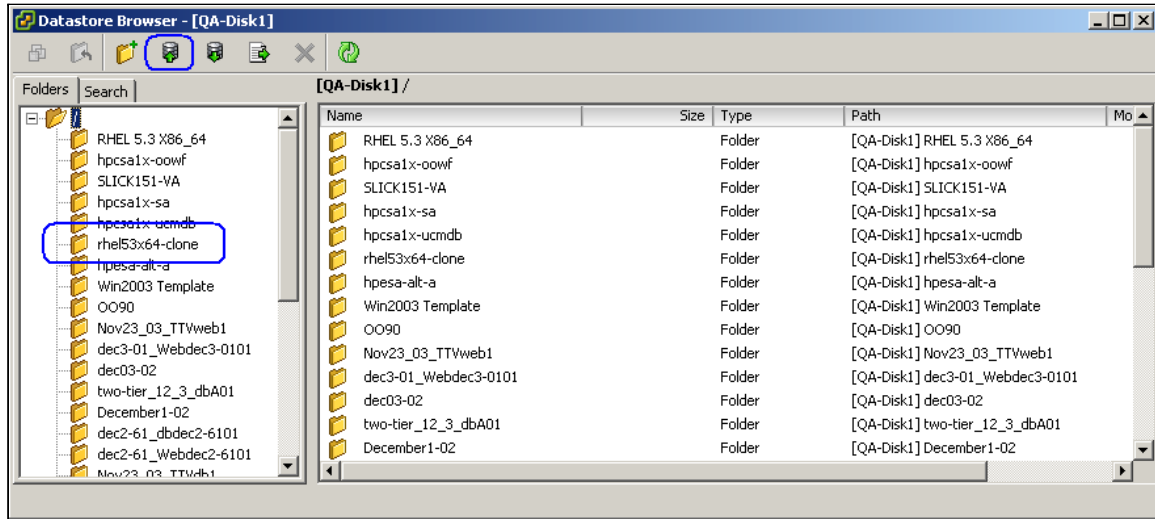 Datastore Browser - [QA-Disk1]
Folders Search
[QA-Disk1] /
/
RHEL 5.3 X86_64
hpcsa1x-oowf
SLICK151-VA
hpcsa1x-sa
hpcsa1x-ucmdb
rhel53x64-clone
hpesa-alt-a
Win2003 Template
OO90
Nov23_03_TTVweb1
dec3-01_Webdec3-0101
dec03-02
two-tier_12_3_dbA01
December1-02
dec2-61_dbdec2-6101
dec2-61_Webdec2-6101
Nov23_03_TTVdb1
Name Size Type Path Mo
RHEL 5.3 X86_64 Folder [QA-Disk1] RHEL 5.3 X86_64
hpcsa1x-oowf Folder [QA-Disk1] hpcsa1x-oowf
SLICK151-VA Folder [QA-Disk1] SLICK151-VA
hpcsa1x-sa Folder [QA-Disk1] hpcsa1x-sa
hpcsa1x-ucmdb Folder [QA-Disk1] hpcsa1x-ucmdb
rhel53x64-clone Folder [QA-Disk1] rhel53x64-clone
hpesa-alt-a Folder [QA-Disk1] hpesa-alt-a
Win2003 Template Folder [QA-Disk1] Win2003 Template
OO90 Folder [QA-Disk1] OO90
Nov23_03_TTVweb1 Folder [QA-Disk1] Nov23_03_TTVweb1
dec3-01_Webdec3-0101 Folder [QA-Disk1] dec3-01_Webdec3-0101
dec03-02 Folder [QA-Disk1] dec03-02
two-tier_12_3_dbA01 Folder [QA-Disk1] two-tier_12_3_dbA01
December1-02 Folder [QA-Disk1] December1-02